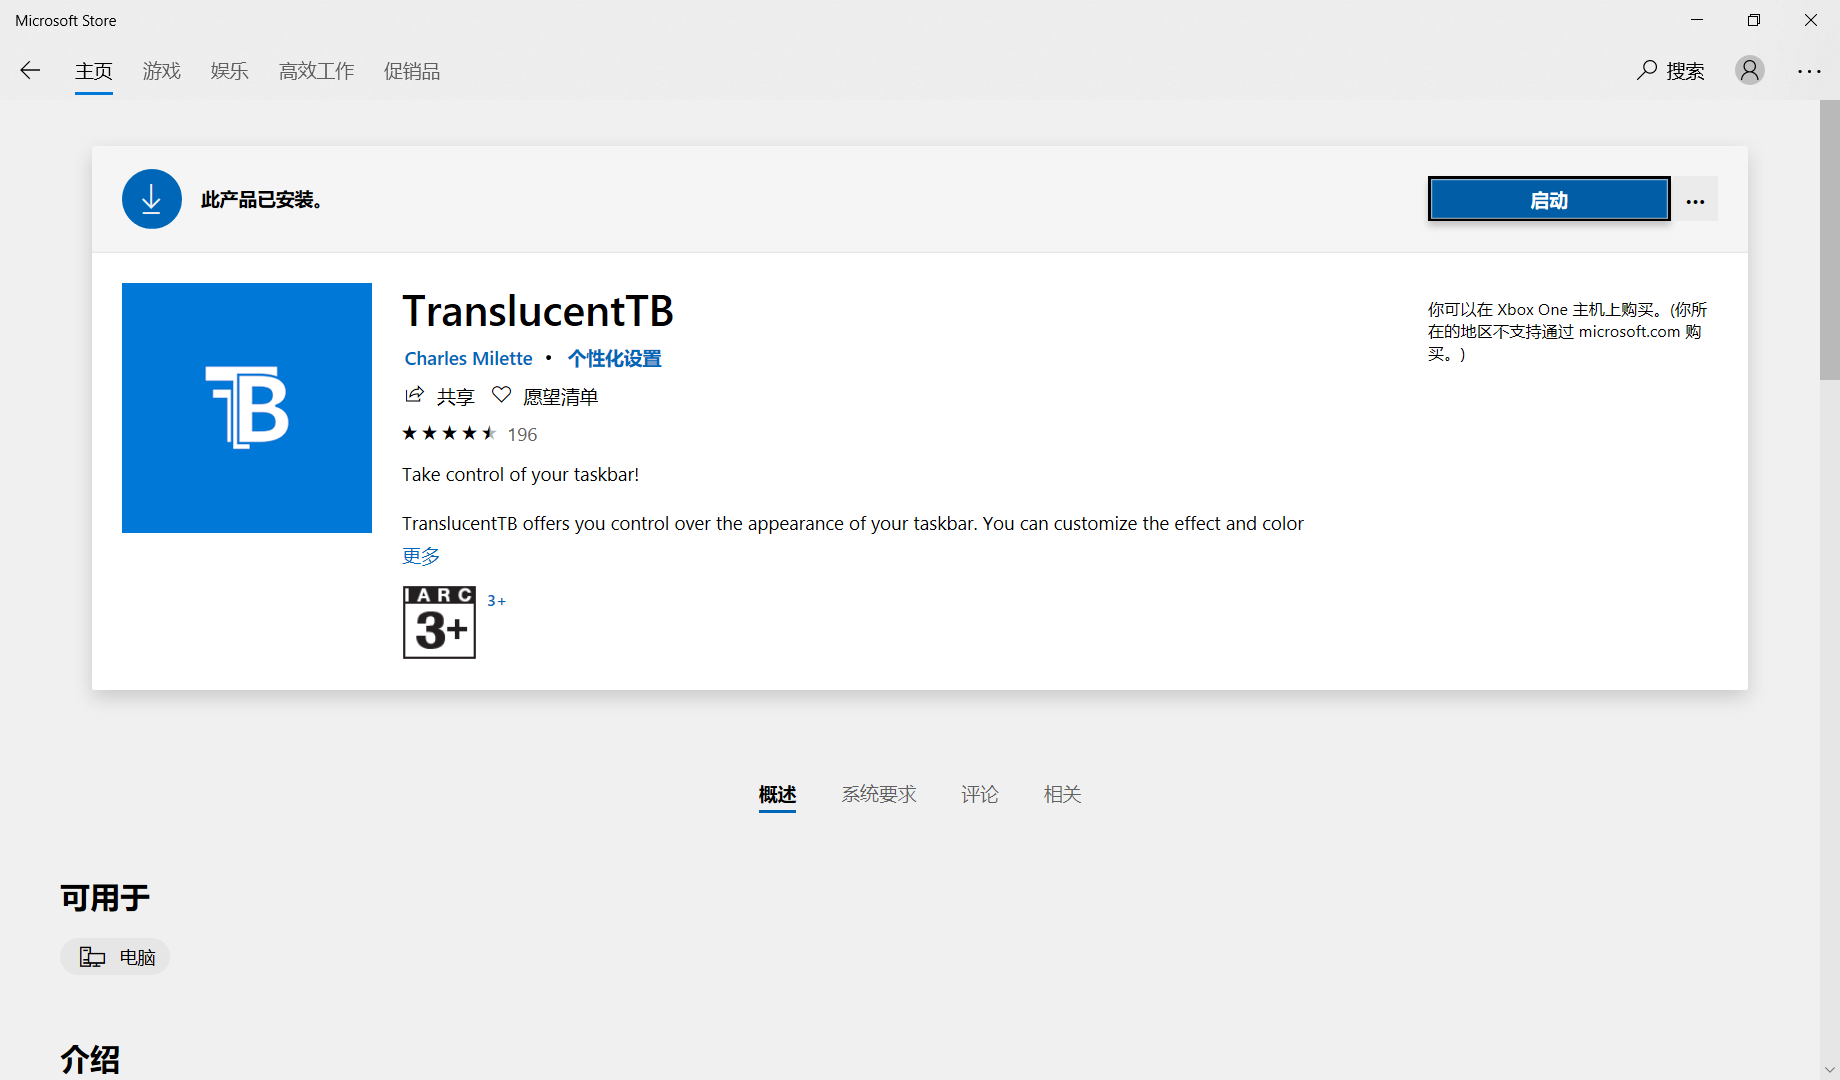 Microsoft Store
主页 游戏 娱乐 高效工作 促销品 搜索
此产品已安装。
启动
TB
TranslucentTB
Charles Milette • 个性化设置
共享 愿望清单
196
Take control of your taskbar!
TranslucentTB offers you control over the appearance of your taskbar. You can customize the effect and color
更多
IARC
3+
3+
你可以在 Xbox One 主机上购买。(你所
在的地区不支持通过 microsoft.com 购
买。)
概述 系统要求 评论 相关
可用于
电脑
介绍